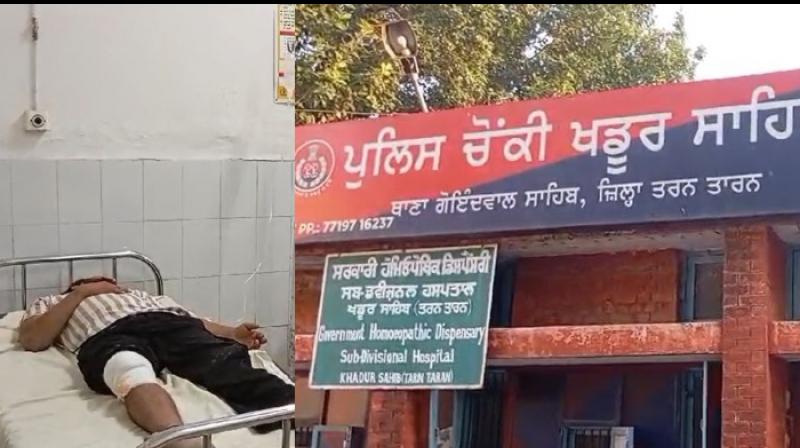 ਪੁਲਿਸ ਚੋਂਕੀ ਖਡੂਰ ਸਾਹਿ
ਥਾਣਾ ਗੋਇੰਦਵਾਲ ਸਾਹਿਬ, ਜ਼ਿਲ੍ਹਾ ਤਰਨ ਤਾਰਨ
PP.: 77197 16237
ਸਰਕਾਰੀ ਹੋਮਿਓਪੈਥਿਕ ਡਿਸਪੈਂਸਰੀ
ਸਬ-ਡਵੀਜ਼ਨਲ ਹਸਪਤਾਲ
ਖਡੂਰ ਸਾਹਿਬ (ਤਰਨ ਤਾਰਨ)
Government Homoeopathic Dispensary
Sub-Divisional Hospital
KHADUR SAHIB (TARN TARAN)